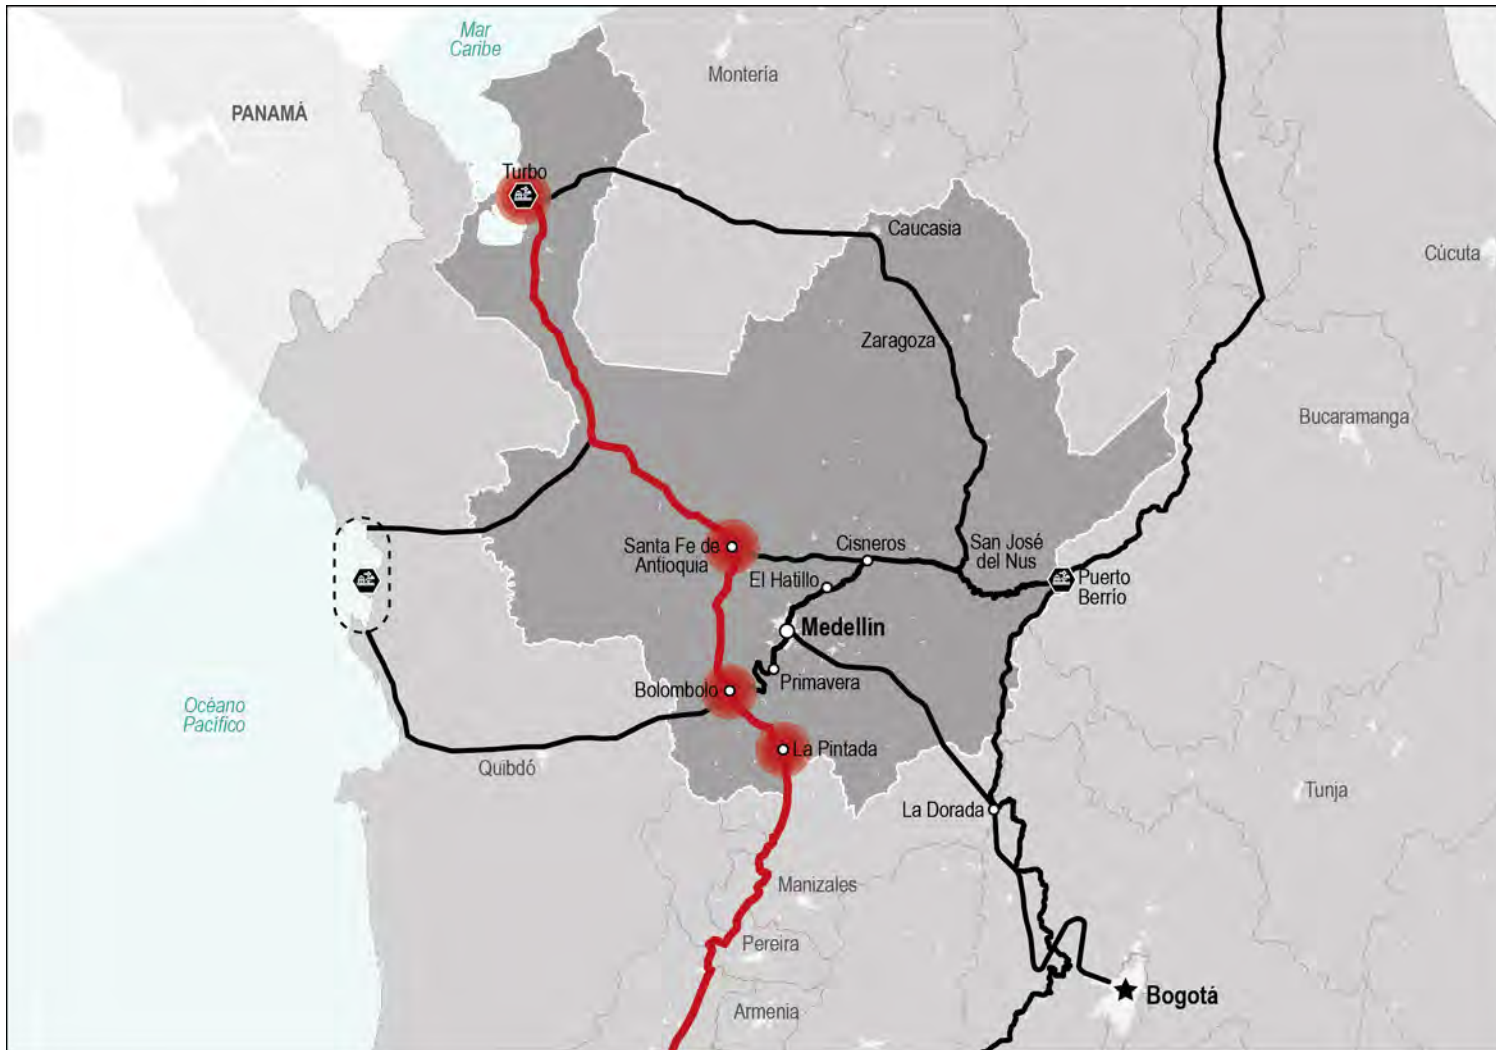 Mar
Caribe
Montería
PANAMÁ
Turbo
Caucasia
Cúcuta
Zaragoza
Bucaramanga
Santa Fe de
Antioquia
Cisneros
San José
del Nus
El Hatillo
Puerto
Berrío
Medellin
Primavera
Bolombolo
Océano
Pacífico
La Pintada
Quibdó
Tunja
La Dorada
Manizales
Pereira
Bogotá
Armenia